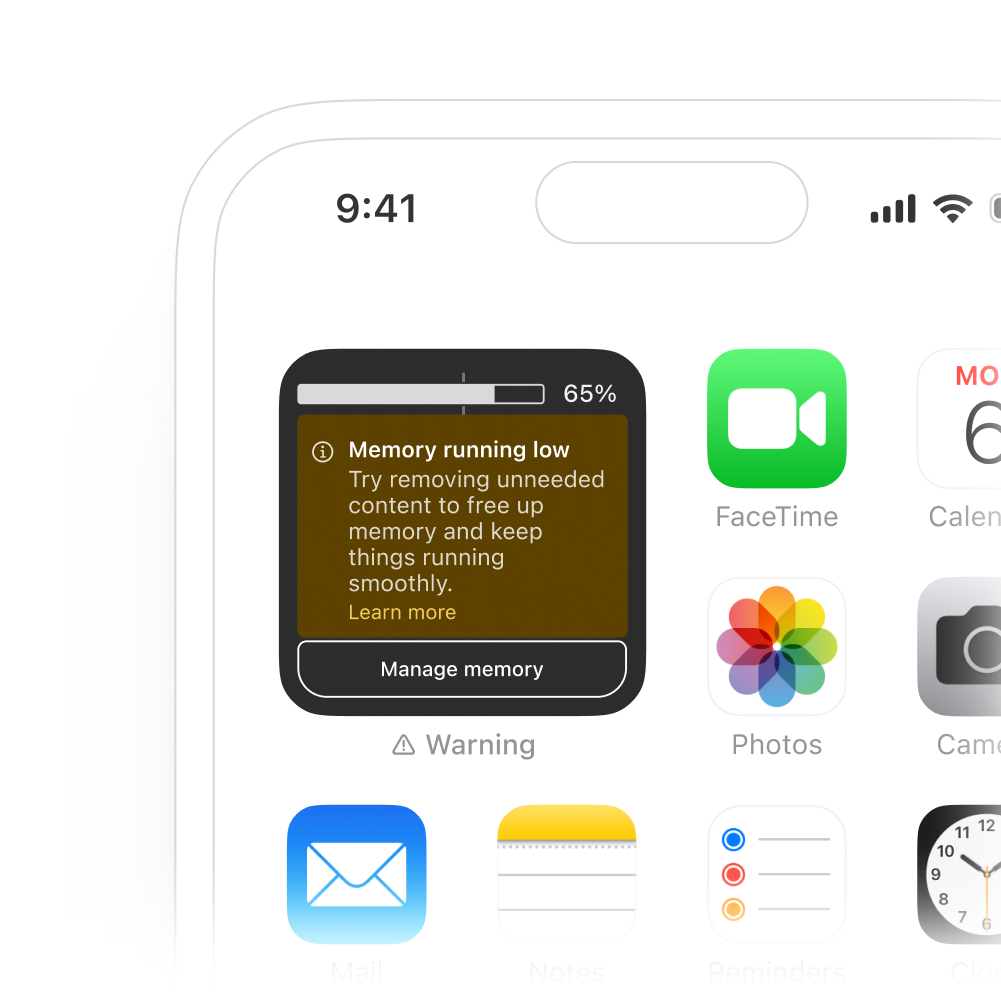 9:41
65%
Memory running low
Try removing unneeded
content to free up
memory and keep
things running
smoothly.
Learn more
Manage memory
Warning
FaceTime
MO
6
Calen
Photos
Came
12
11
10
9
8
7
6
Mail
Notes
Reminders
Cloc